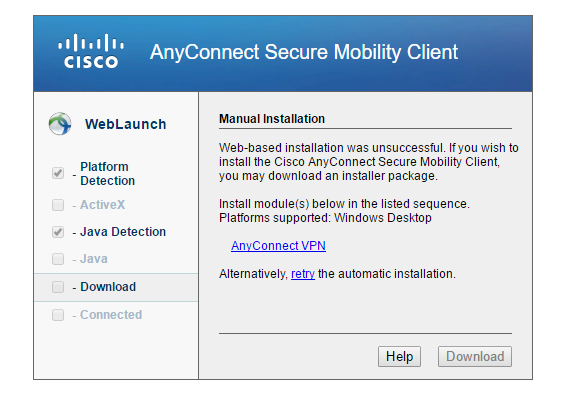 CISCO AnyConnect Secure Mobility Client
WebLaunch
- Platform
Detection
- ActiveX
- Java Detection
- Java
- Download
- Connected
Manual Installation
Web-based installation was unsuccessful. If you wish to
install the Cisco AnyConnect Secure Mobility Client,
you may download an installer package.
Install module(s) below in the listed sequence.
Platforms supported: Windows Desktop
AnyConnect VPN
Alternatively, retry the automatic installation.
Help Download